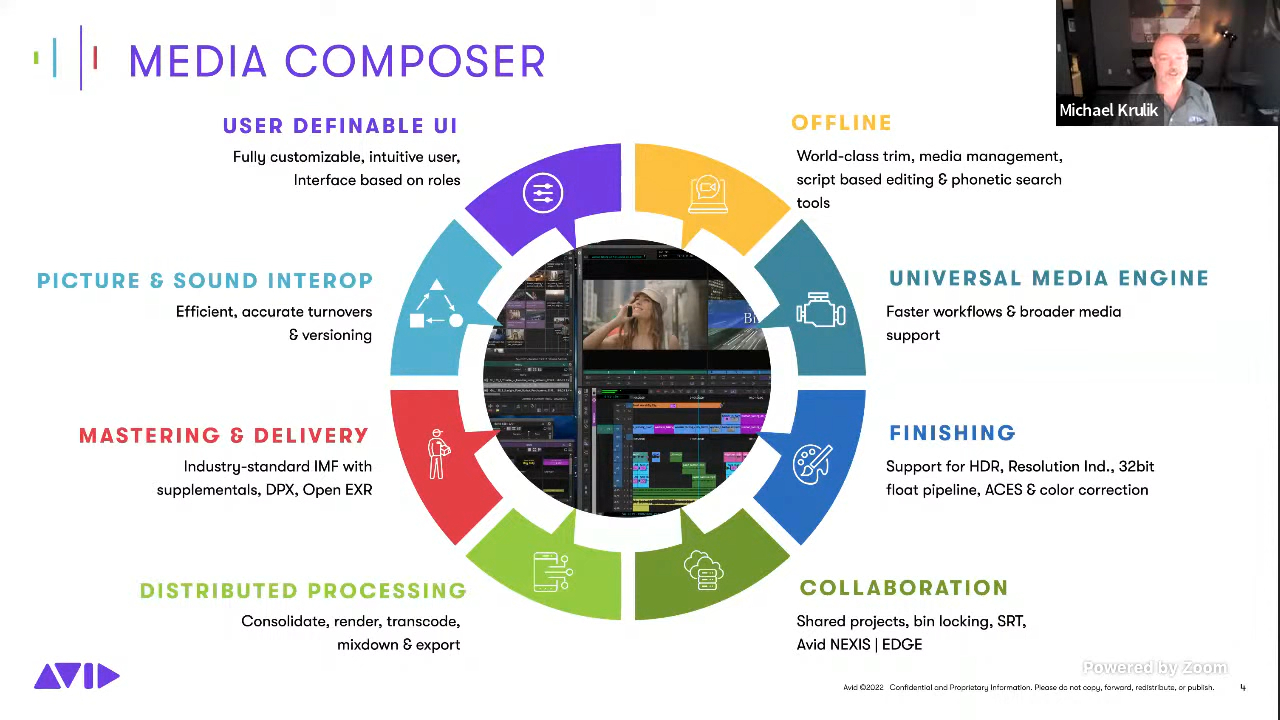 MEDIA COMPOSER
Michael Krulik
USER DEFINABLE UI
Fully customizable, intuitive user,
Interface based on roles
OFFLINE
World-class trim, media management,
script based editing & phonetic search
tools
PICTURE & SOUND INTEROP
Efficient, accurate turnovers
& versioning
UNIVERSAL MEDIA ENGINE
Faster workflows & broader media
support
MASTERING & DELIVERY
Industry-standard IMF with
supplementals, DPX, Open EXR
FINISHING
Support for HDR, Resolution Ind., 32bit
float pipeline, ACES & color correction
DISTRIBUTED PROCESSING
Consolidate, render, transcode,
mixdown & export
COLLABORATION
Shared projects, bin locking, SRT,
Avid NEXIS | EDGE
AVID
Powered by Zoom
Avid ©2022 Confidential and Proprietary Information. Please do not copy, forward, redistribute, or publish. 4